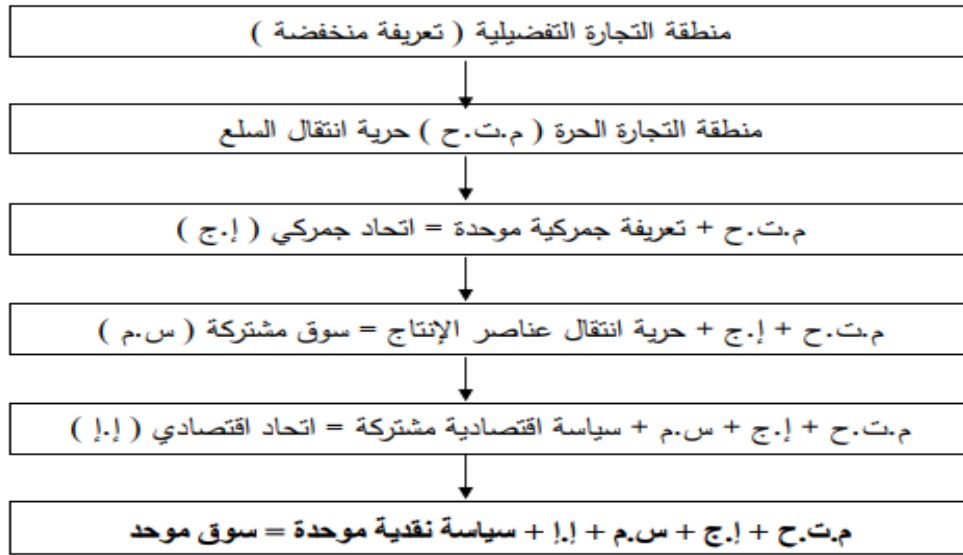 منطقة التجارة التفضيلية ( تعريفة منخفضة )
منطقة التجارة الحرة ( م.ت.ح ) حرية انتقال السلع
م.ت.ح + تعريفة جمركية موحدة = اتحاد جمركي ( إ.ج )
م.ت.ح + إ.ج + حرية انتقال عناصر الإنتاج = سوق مشتركة ( س.م )
م.ت.ح + إ.ج + س.م + سياسة اقتصادية مشتركة = اتحاد اقتصادي ( إ.إ )
م.ت.ح + إ.ج + س.م + إ.إ + سياسة نقدية موحدة = سوق موحد